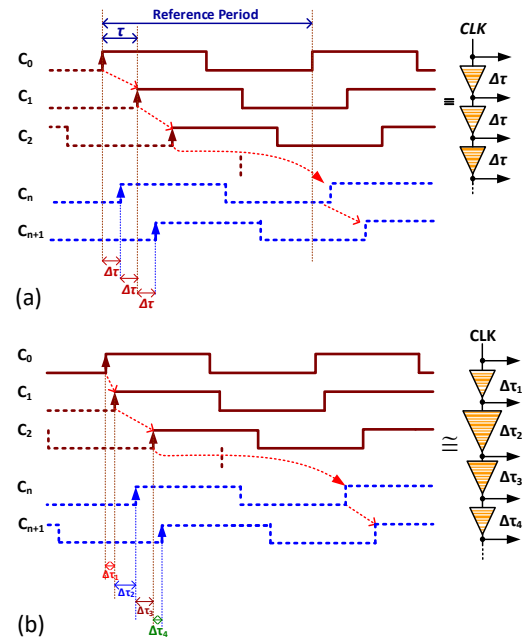 Reference Period
τ
CLK
C0
Δτ
C1
≡
Δτ
C2
Δτ
Cn
Cn+1
Δτ
Δτ
Δτ
(a)
CLK
C0
Δτ1
C1
Δτ2
C2
≅
Δτ3
Cn
Δτ4
Cn+1
Δτ1
Δτ2
Δτ3
Δτ4
(b)